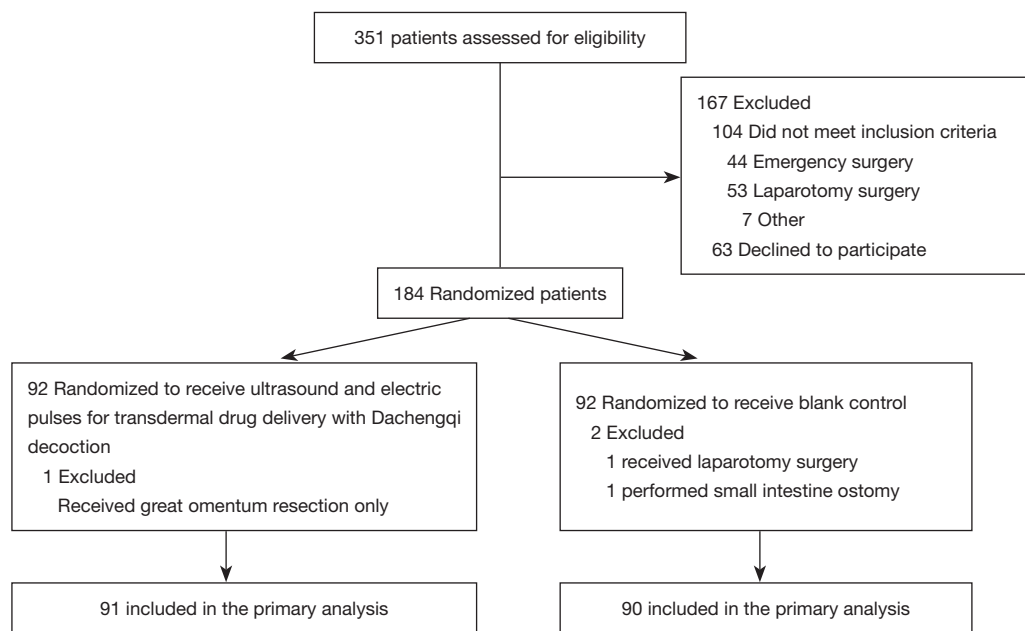 351 patients assessed for eligibility
167 Excluded
104 Did not meet inclusion criteria
44 Emergency surgery
53 Laparotomy surgery
7 Other
63 Declined to participate
184 Randomized patients
92 Randomized to receive ultrasound and electric
pulses for transdermal drug delivery with Dachengqi
decoction
1 Excluded
Received great omentum resection only
92 Randomized to receive blank control
2 Excluded
1 received laparotomy surgery
1 performed small intestine ostomy
91 included in the primary analysis
90 included in the primary analysis